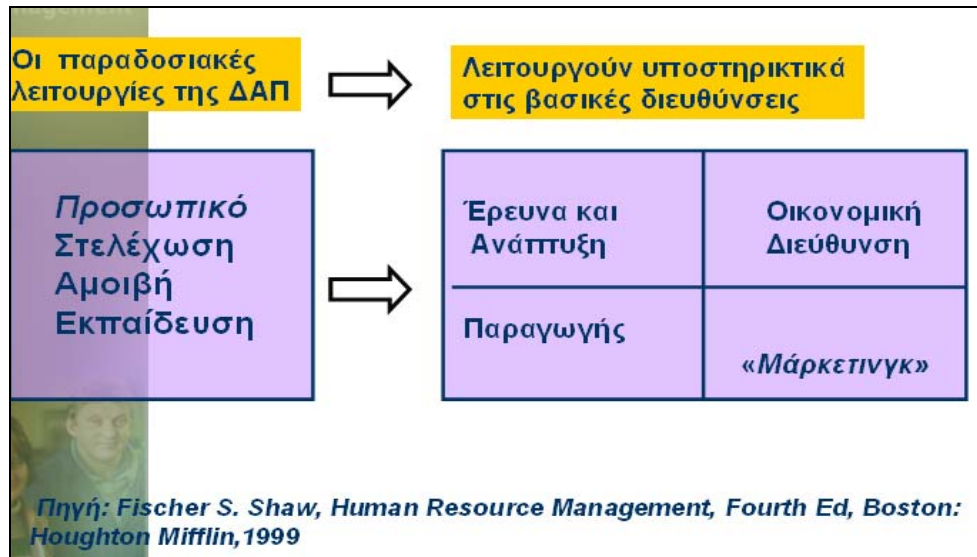 Οι παραδοσιακές
λειτουργίες της ΔΑΠ
Λειτουργούν υποστηρικτικά
στις βασικές διευθύνσεις
Προσωπικό
Στελέχωση
Αμοιβή
Εκπαίδευση
Έρευνα και
Ανάπτυξη
Οικονομική
Διεύθυνση
Παραγωγής
«Μάρκετινγκ»
Πηγή: Fischer S. Shaw, Human Resource Management, Fourth Ed, Boston:
Houghton Mifflin,1999